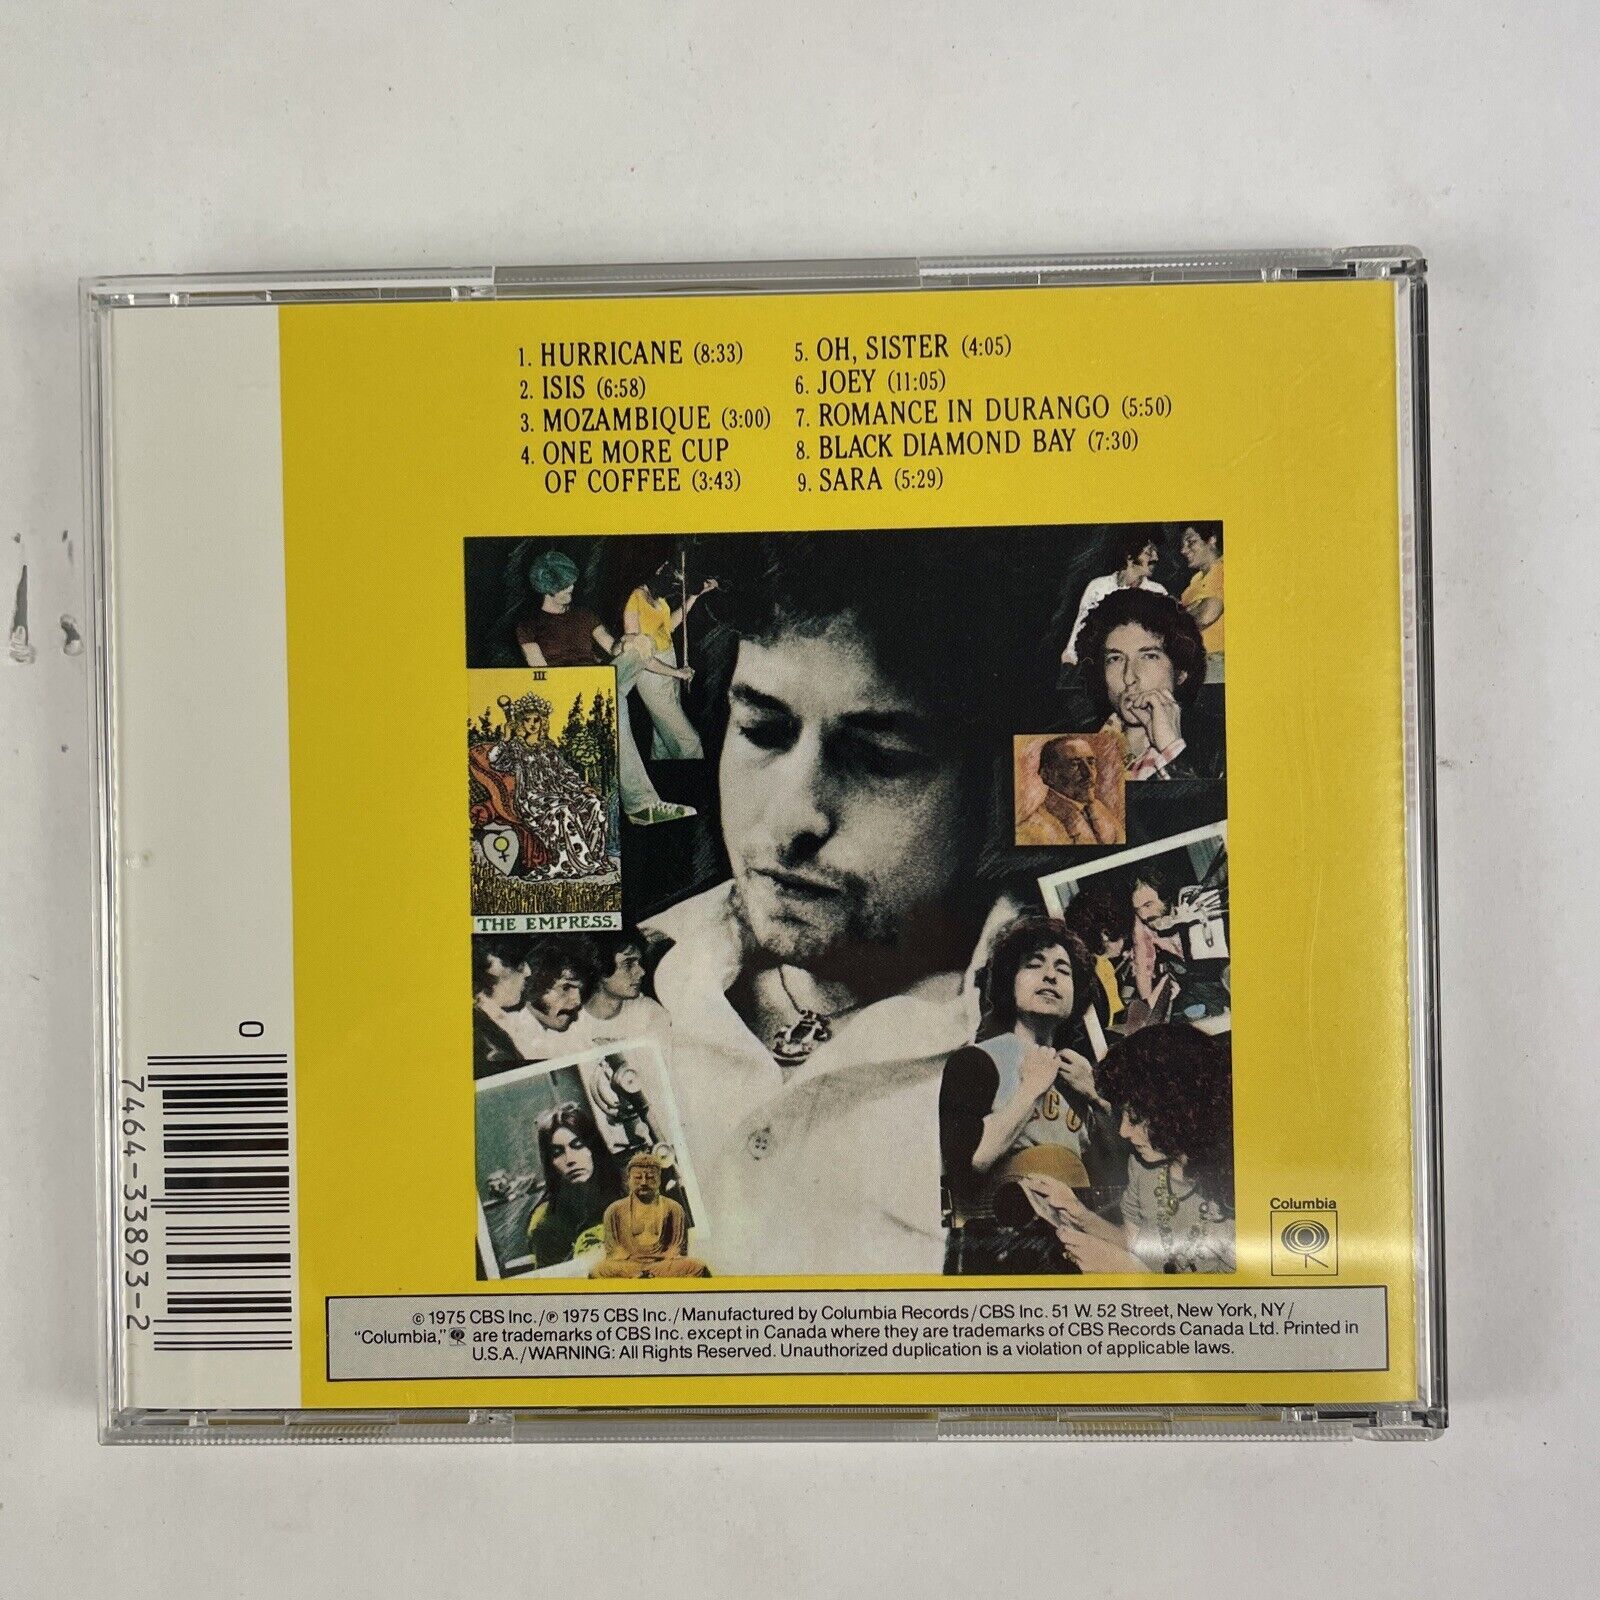 1. HURRICANE (8:33)
2. ISIS (6:58)
3. MOZAMBIQUE (3:00)
4. ONE MORE CUP
OF COFFEE (3:43)
5. OH, SISTER (4:05)
6. JOEY (11:05)
7. ROMANCE IN DURANGO (5:50)
8. BLACK DIAMOND BAY (7:30)
9. SARA (5:29)
III
THE EMPRESS.
0
7464-33893-2
Columbia
© 1975 CBS Inc./℗ 1975 CBS Inc./Manufactured by Columbia Records/CBS Inc. 51 W. 52 Street, New York, NY/
"Columbia," are trademarks of CBS Inc. except in Canada where they are trademarks of CBS Records Canada Ltd. Printed in
U.S.A./WARNING: All Rights Reserved. Unauthorized duplication is a violation of applicable laws.